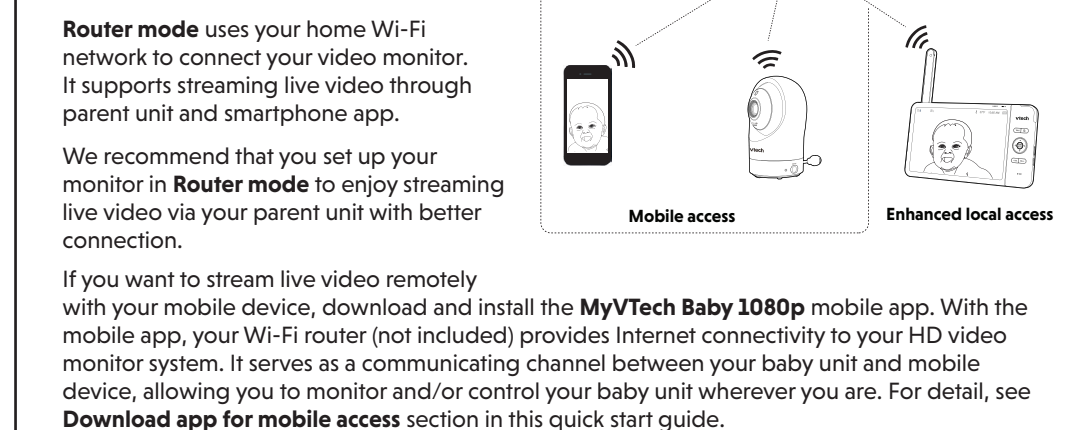 Router mode uses your home Wi-Fi
network to connect your video monitor.
It supports streaming live video through
parent unit and smartphone app.
We recommend that you set up your
monitor in Router mode to enjoy streaming
live video via your parent unit with better
connection.
vtech
vtech
Mobile access
Enhanced local access
If you want to stream live video remotely
with your mobile device, download and install the MyVTech Baby 1080p mobile app. With the
mobile app, your Wi-Fi router (not included) provides Internet connectivity to your HD video
monitor system. It serves as a communicating channel between your baby unit and mobile
device, allowing you to monitor and/or control your baby unit wherever you are. For detail, see
Download app for mobile access section in this quick start guide.